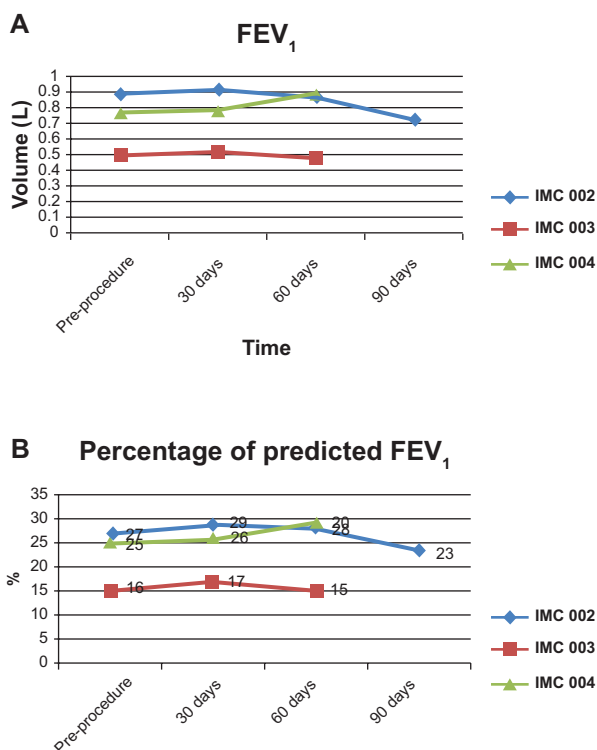 A
FEV1
Volume (L)
1
0.9
0.8
0.7
0.6
0.5
0.4
0.3
0.2
0.1
0
Pre-procedure
30 days
60 days
90 days
Time
IMC 002
IMC 003
IMC 004
B
Percentage of predicted FEV1
%
35
30
25
20
15
10
5
0
27
29
28
23
16
17
15
25
26
20
Pre-procedure
30 days
60 days
90 days
IMC 002
IMC 003
IMC 004